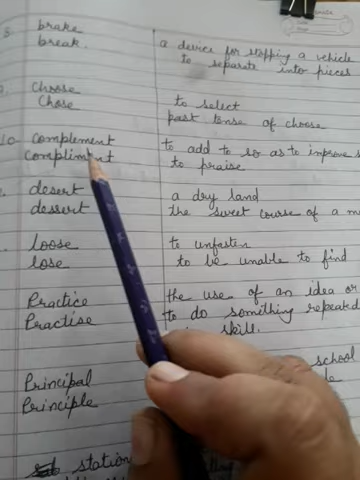 8. brake a device for stopping a vehicle
break. to separate into pieces
Choose to select
Chose past tense of choose
10 Complement to add to so as to improve
Compliment to praise
desert a dry land
dessert the sweet course of a
loose to unfasten
lose to be unable to find
Practice the use of an idea or
Practise to do something repeated
skill.
Principal school
Principle
station